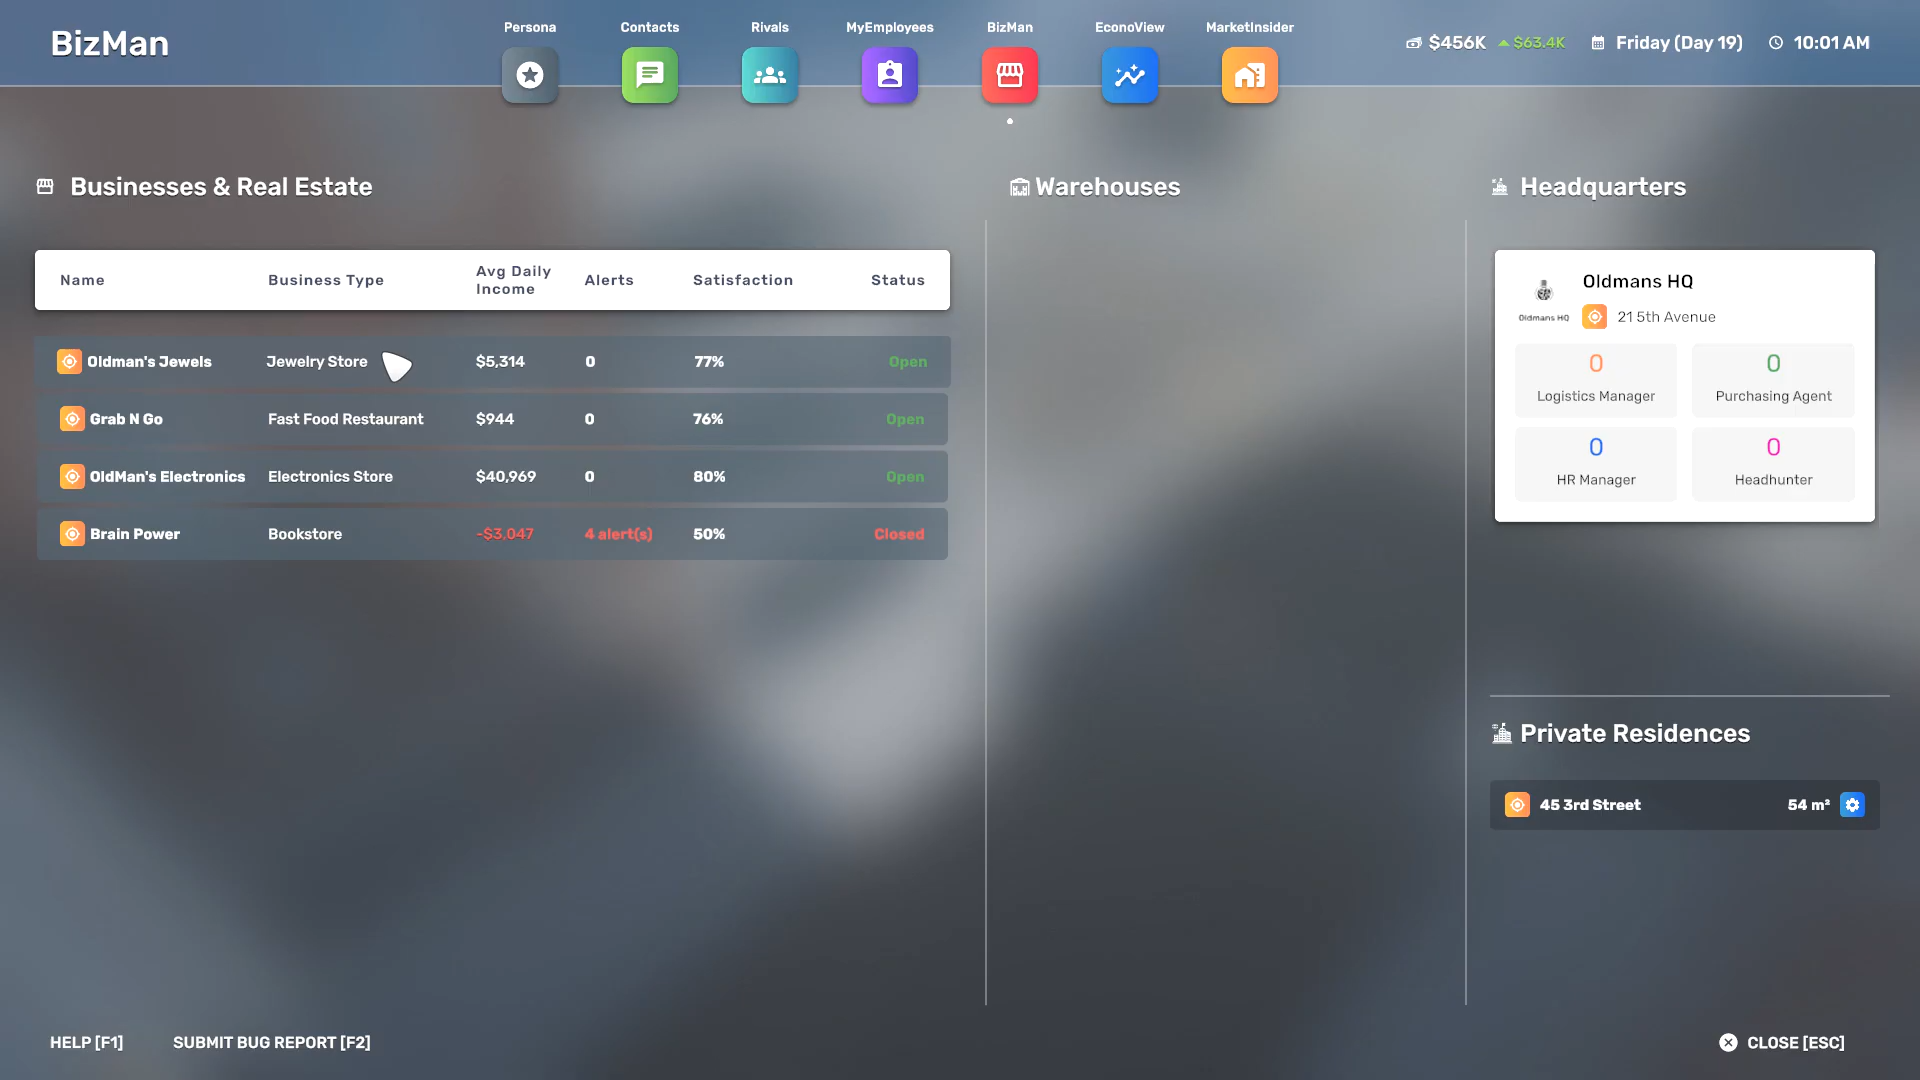 BizMan
Persona
Contacts
Rivals
MyEmployees
BizMan
EconoView
MarketInsider
$456K
$63.4K
Friday (Day 19)
10:01 AM
Businesses & Real Estate
Name
Business Type
Avg Daily
Income
Alerts
Satisfaction
Status
Oldman's Jewels
Jewelry Store
$5,314
0
77%
Open
Grab N Go
Fast Food Restaurant
$944
0
76%
Open
OldMan's Electronics
Electronics Store
$40,969
0
80%
Open
Brain Power
Bookstore
-$3,047
4 alert(s)
50%
Closed
Warehouses
Headquarters
Oldmans HQ
Oldmans HQ
21 5th Avenue
0
Logistics Manager
0
Purchasing Agent
0
HR Manager
0
Headhunter
Private Residences
45 3rd Street
54 m²
HELP [F1]
SUBMIT BUG REPORT [F2]
CLOSE [ESC]